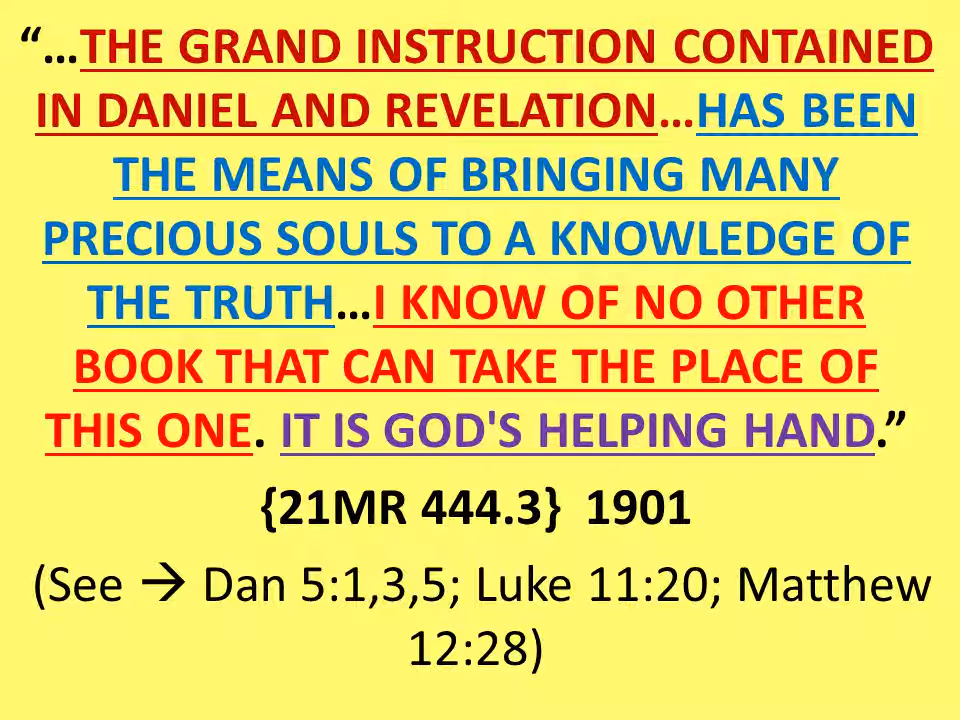 “…THE GRAND INSTRUCTION CONTAINED
IN DANIEL AND REVELATION…HAS BEEN
THE MEANS OF BRINGING MANY
PRECIOUS SOULS TO A KNOWLEDGE OF
THE TRUTH…I KNOW OF NO OTHER
BOOK THAT CAN TAKE THE PLACE OF
THIS ONE. IT IS GOD'S HELPING HAND.”
{21MR 444.3} 1901
(See → Dan 5:1,3,5; Luke 11:20; Matthew
12:28)